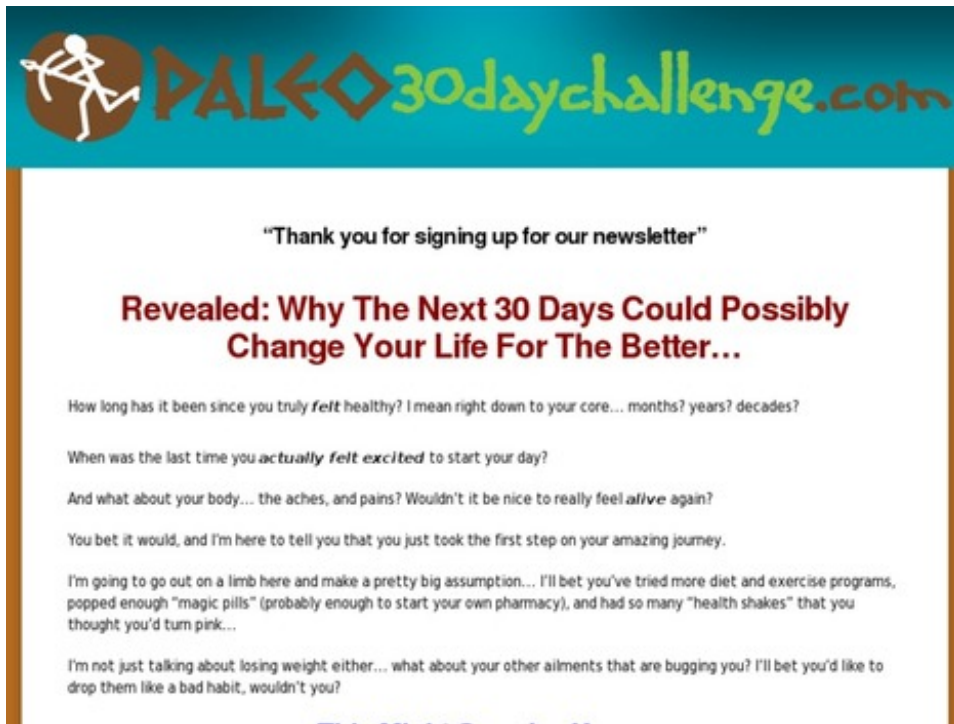 PALEO30daychallenge.com
“Thank you for signing up for our newsletter”
Revealed: Why The Next 30 Days Could Possibly
Change Your Life For The Better…
How long has it been since you truly felt healthy? I mean right down to your core… months? years? decades?
When was the last time you actually felt excited to start your day?
And what about your body… the aches, and pains? Wouldn't it be nice to really feel alive again?
You bet it would, and I'm here to tell you that you just took the first step on your amazing journey.
I'm going to go out on a limb here and make a pretty big assumption… I'll bet you've tried more diet and exercise programs,
popped enough “magic pills” (probably enough to start your own pharmacy), and had so many “health shakes” that you
thought you'd turn pink…
I'm not just talking about losing weight either… what about your other ailments that are bugging you? I'll bet you'd like to
drop them like a bad habit, wouldn't you?